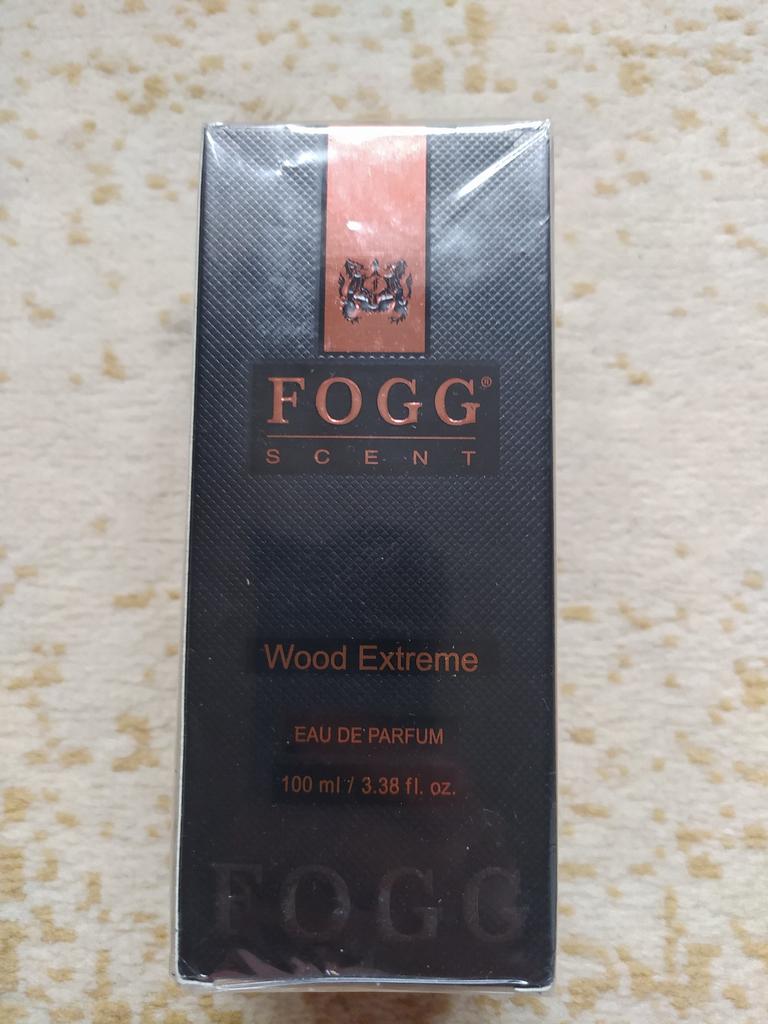 FOGG®
SCENT
Wood Extreme
EAU DE PARFUM
100 ml / 3.38 fl. oz.
FOGG